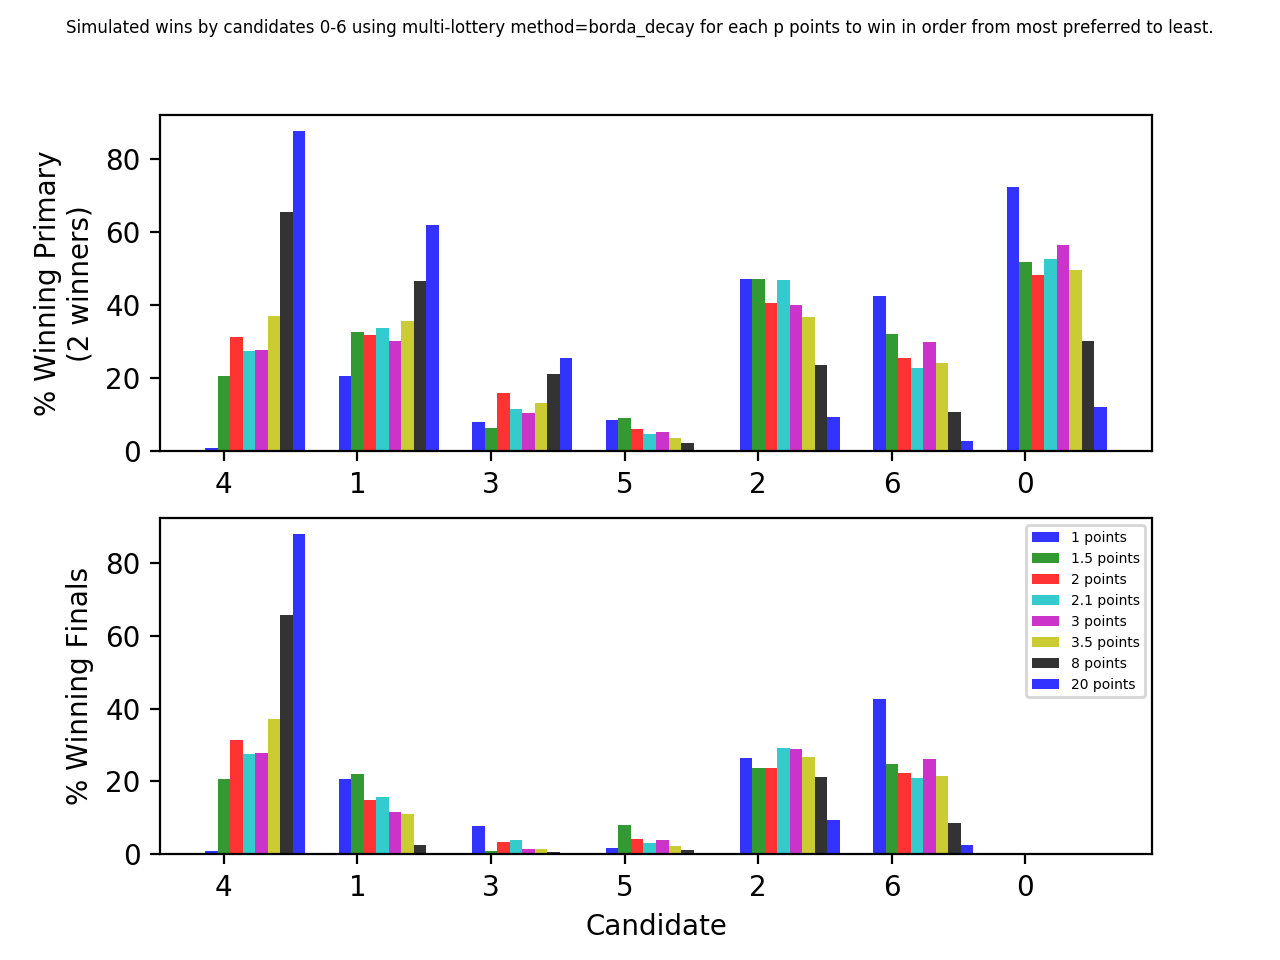 Simulated wins by candidates 0-6 using multi-lottery method=borda_decay for each p points to win in order from most preferred to least.
% Winning Primary
(2 winners)
80
60
40
20
0
4 1 3 5 2 6 0
% Winning Finals
80
60
40
20
0
1 points
1.5 points
2 points
2.1 points
3 points
3.5 points
8 points
20 points
4 1 3 5 2 6 0
Candidate